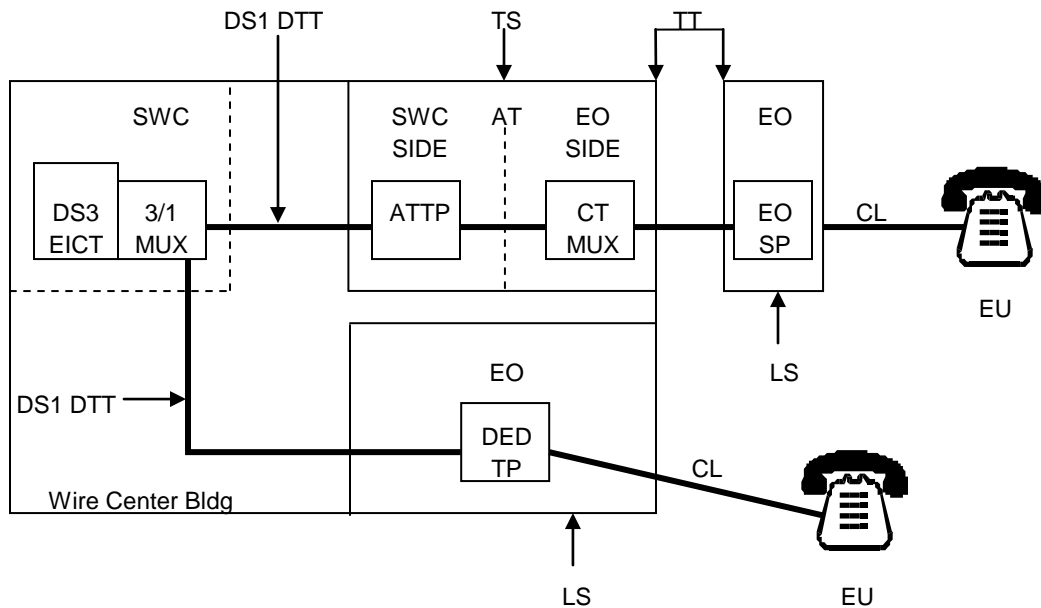 DS1 DTT
TS
TT
SWC
SWC
SIDE
AT
EO
SIDE
EO
DS3
EICT
3/1
MUX
ATTP
CT
MUX
EO
SP
CL
EU
LS
DS1 DTT
EO
DED
TP
CL
Wire Center Bldg
LS
EU